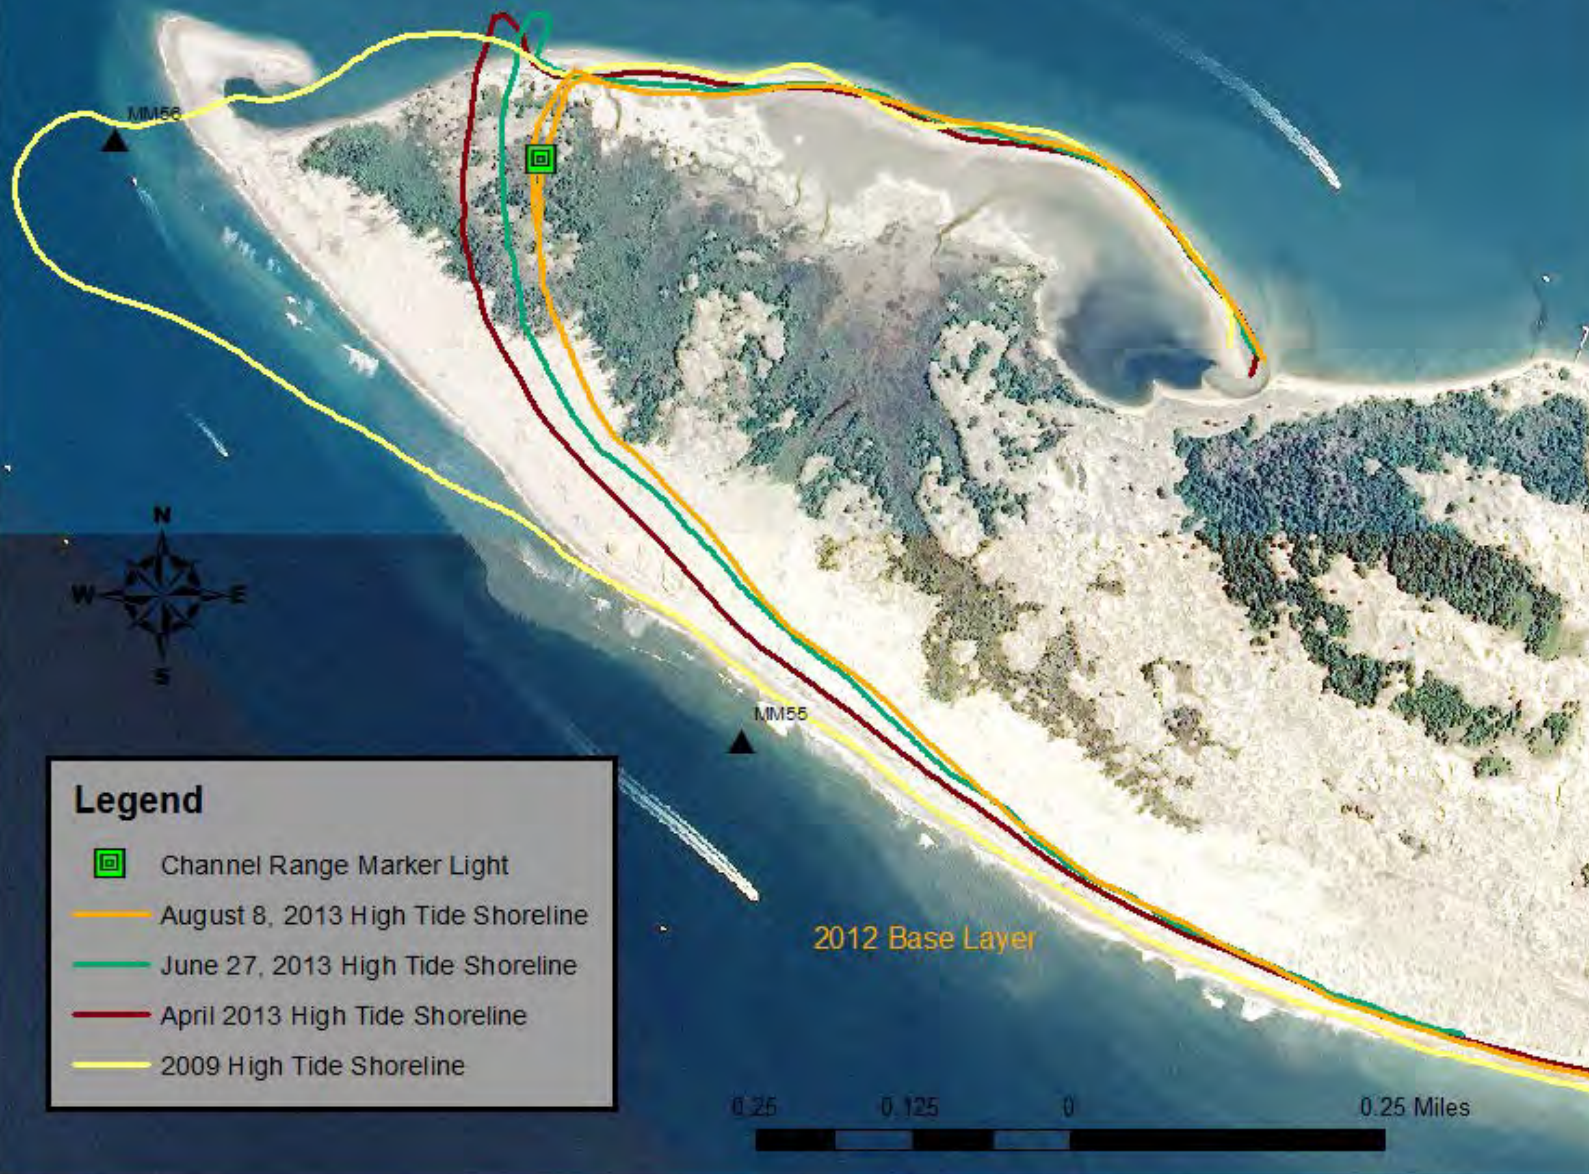 MM56
N
W
E
S
MM55
Legend
Channel Range Marker Light
August 8, 2013 High Tide Shoreline
June 27, 2013 High Tide Shoreline
April 2013 High Tide Shoreline
2009 High Tide Shoreline
2012 Base Layer
0.25 0.125 0 0.25 Miles